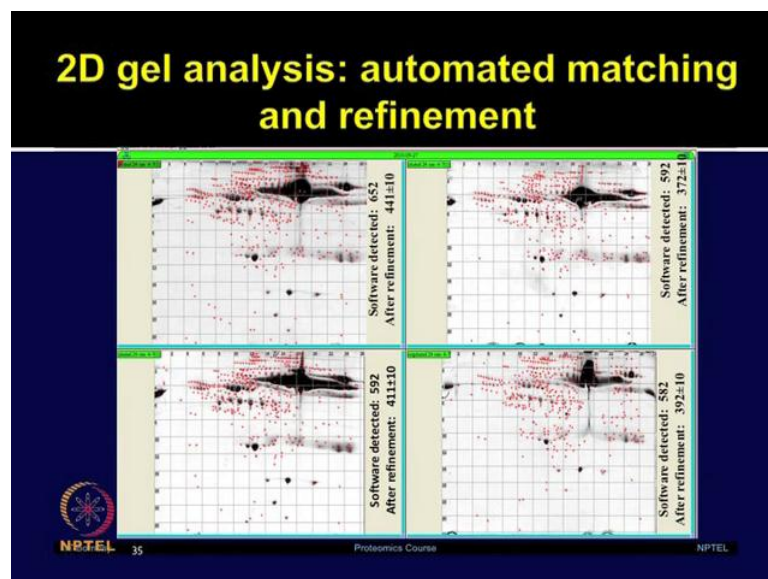 2D gel analysis: automated matching
and refinement
Software detected: 652
After refinement: 441±10
Software detected: 592
After refinement: 372±10
Software detected: 592
After refinement: 411±10
Software detected: 582
After refinement: 392±10
NPTEL
35
Proteomics Course
NPTEL